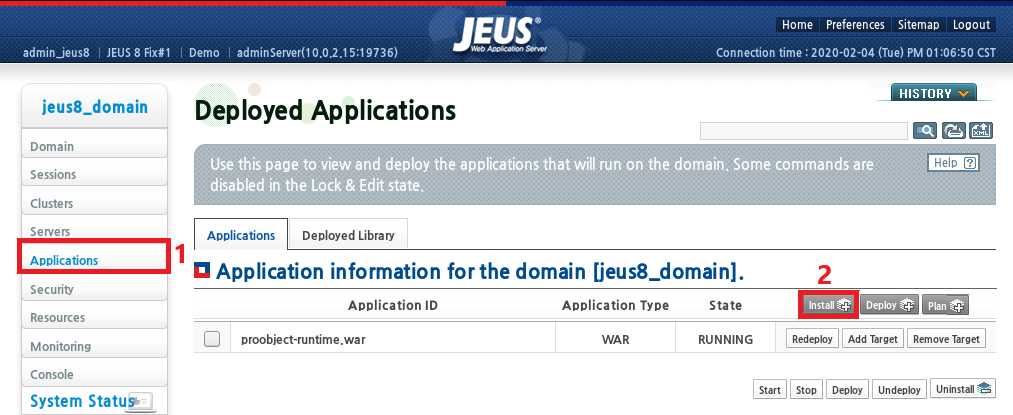 JEUS®
Web Application Server
Home Preferences Sitemap Logout
admin_jeus8 JEUS 8 Fix#1 Demo adminServer(10.0.2.15:19736)
Connection time : 2020-02-04 (Tue) PM 01:06:50 CST
jeus8_domain
Domain
Sessions
Clusters
Servers
Applications
1
Security
Resources
Monitoring
Console
System Status
HISTORY
Deployed Applications
XML
Use this page to view and deploy the applications that will run on the domain. Some commands are
disabled in the Lock & Edit state.
Help ?
Applications Deployed Library
Application information for the domain [jeus8_domain].
2
Application ID Application Type State Install Deploy Plan
proobject-runtime.war WAR RUNNING Redeploy Add Target Remove Target
Start Stop Deploy Undeploy Uninstall